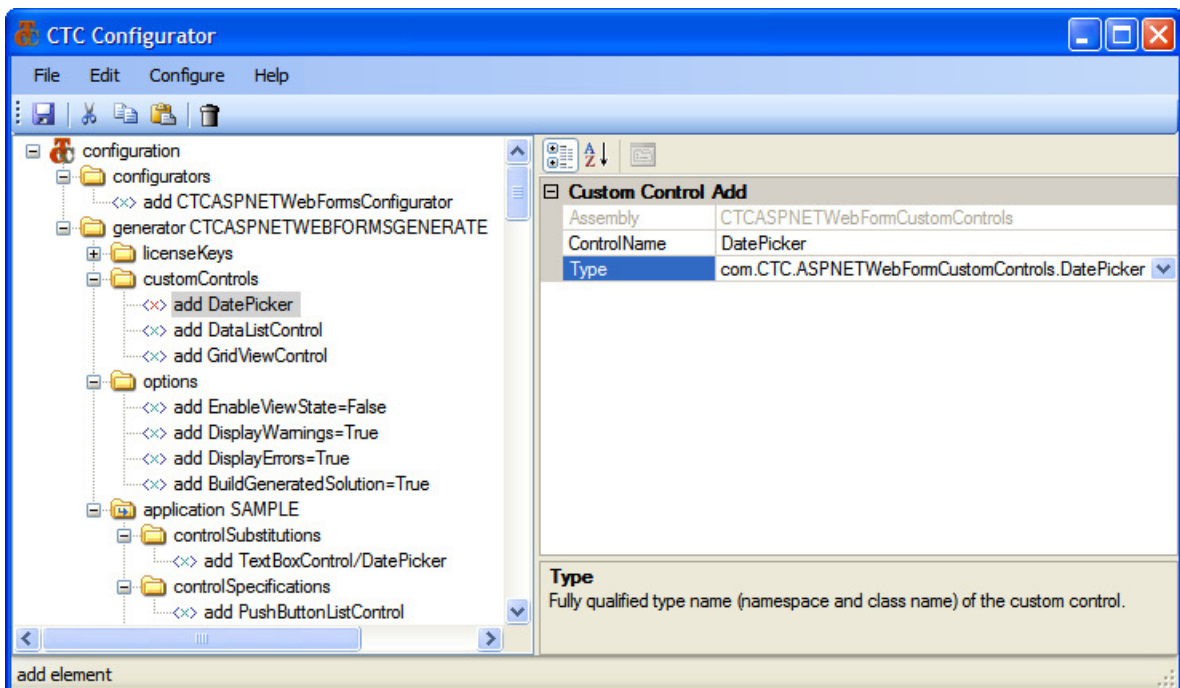 CTC Configurator
File Edit Configure Help
configuration
configurators
add CTCASPNETWebFormsConfigurator
generator CTCASPNETWEBFORMSGENERATE
licenseKeys
customControls
add DatePicker
add DataListControl
add GridViewControl
options
add EnableViewState=False
add DisplayWarnings=True
add DisplayErrors=True
add BuildGeneratedSolution=True
application SAMPLE
controlSubstitutions
add TextBoxControl/DatePicker
controlSpecifications
add PushButtonListControl
Custom Control Add
Assembly CTCASPNETWebFormCustomControls
ControlName DatePicker
Type com.CTC.ASPNETWebFormCustomControls.DatePicker
Type
Fully qualified type name (namespace and class name) of the custom control.
add element